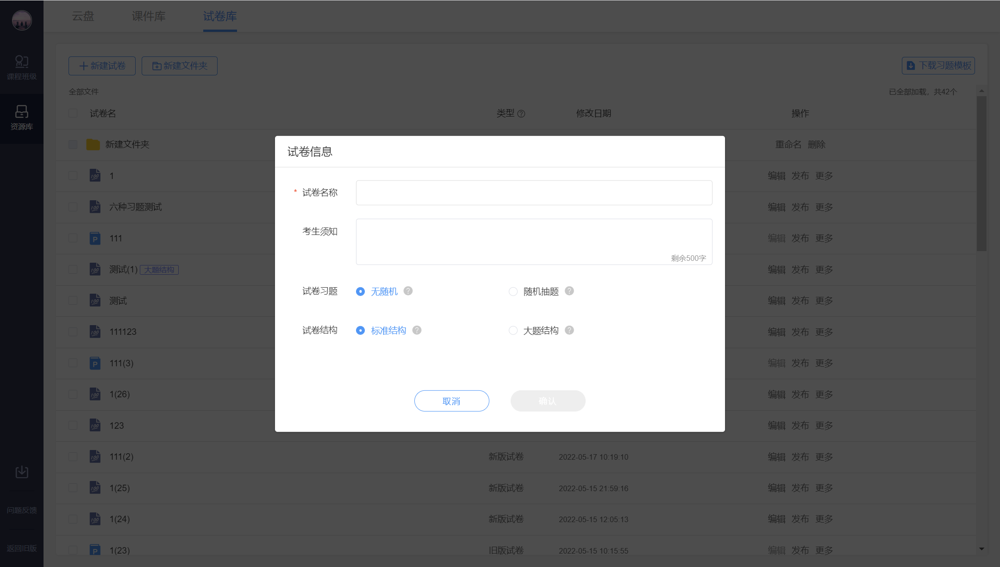 云盘 课件库 试卷库
课程班级
资源库
问题反馈
返回旧版
新建试卷 新建文件夹 下载习题模板
全部文件 已全部加载，共42个
试卷名 类型 修改日期 操作
新建文件夹 重命名 删除
1 编辑 发布 更多
六种习题测试 编辑 发布 更多
111 编辑 发布 更多
测试(1) 大题结构 编辑 发布 更多
测试 编辑 发布 更多
111123 编辑 发布 更多
111(3) 编辑 发布 更多
1(26) 编辑 发布 更多
123 编辑 发布 更多
111(2) 新版试卷 2022-05-17 10:19:10 编辑 发布 更多
1(25) 新版试卷 2022-05-15 21:59:16 编辑 发布 更多
1(24) 新版试卷 2022-05-15 12:05:13 编辑 发布 更多
1(23) 旧版试卷 2022-05-15 10:15:55 编辑 发布 更多
试卷信息
* 试卷名称
考生须知
剩余500字
试卷习题 无随机 ? 随机抽题 ?
试卷结构 标准结构 ? 大题结构 ?
取消 确认